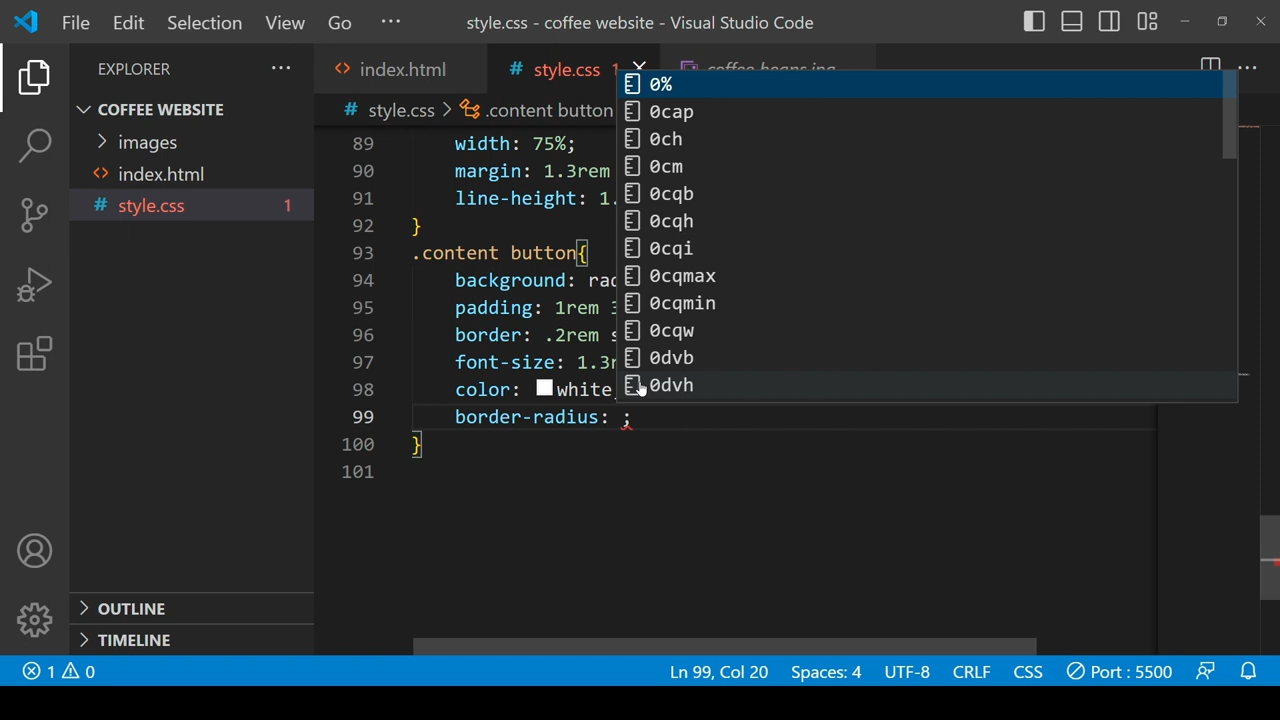 File Edit Selection View Go ··· style.css - coffee website - Visual Studio Code
EXPLORER ···
COFFEE WEBSITE
images
index.html
style.css 1
OUTLINE
TIMELINE
index.html # style.css 1
# style.css > .content button
89 width: 75%;
90 margin: 1.3rem
91 line-height: 1.
92 }
93 .content button{
94 background: rad
95 padding: 1rem 3
96 border: .2rem s
97 font-size: 1.3r
98 color: white
99 border-radius: ;
100 }
101
0%
0cap
0ch
0cm
0cqb
0cqh
0cqi
0cqmax
0cqmin
0cqw
0dvb
0dvh
1 0 Ln 99, Col 20 Spaces: 4 UTF-8 CRLF CSS Port : 5500